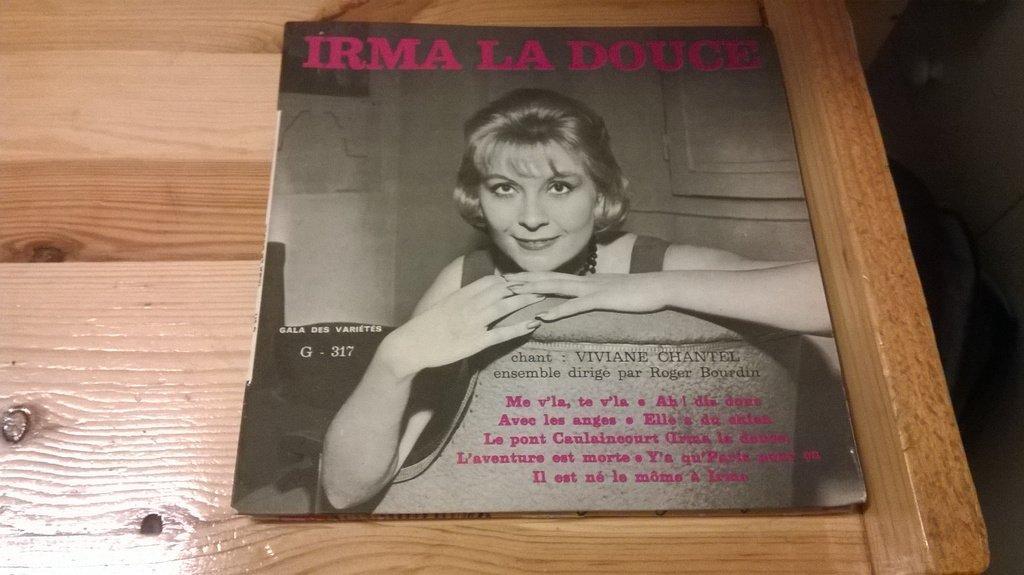 IRMA LA DOUCE
GALA DES VARIÉTÉS
G - 317
chant : VIVIANE CHANTEL
ensemble dirigé par Roger Bourdin
Me v'la, te v'la • Ah ! dis donc
Avec les anges • Elle a du chien
Le pont Caulaincourt (Irma la douce)
L'aventure est morte • Y'a qu'Paris pour ça
Il est né le môme à Irma